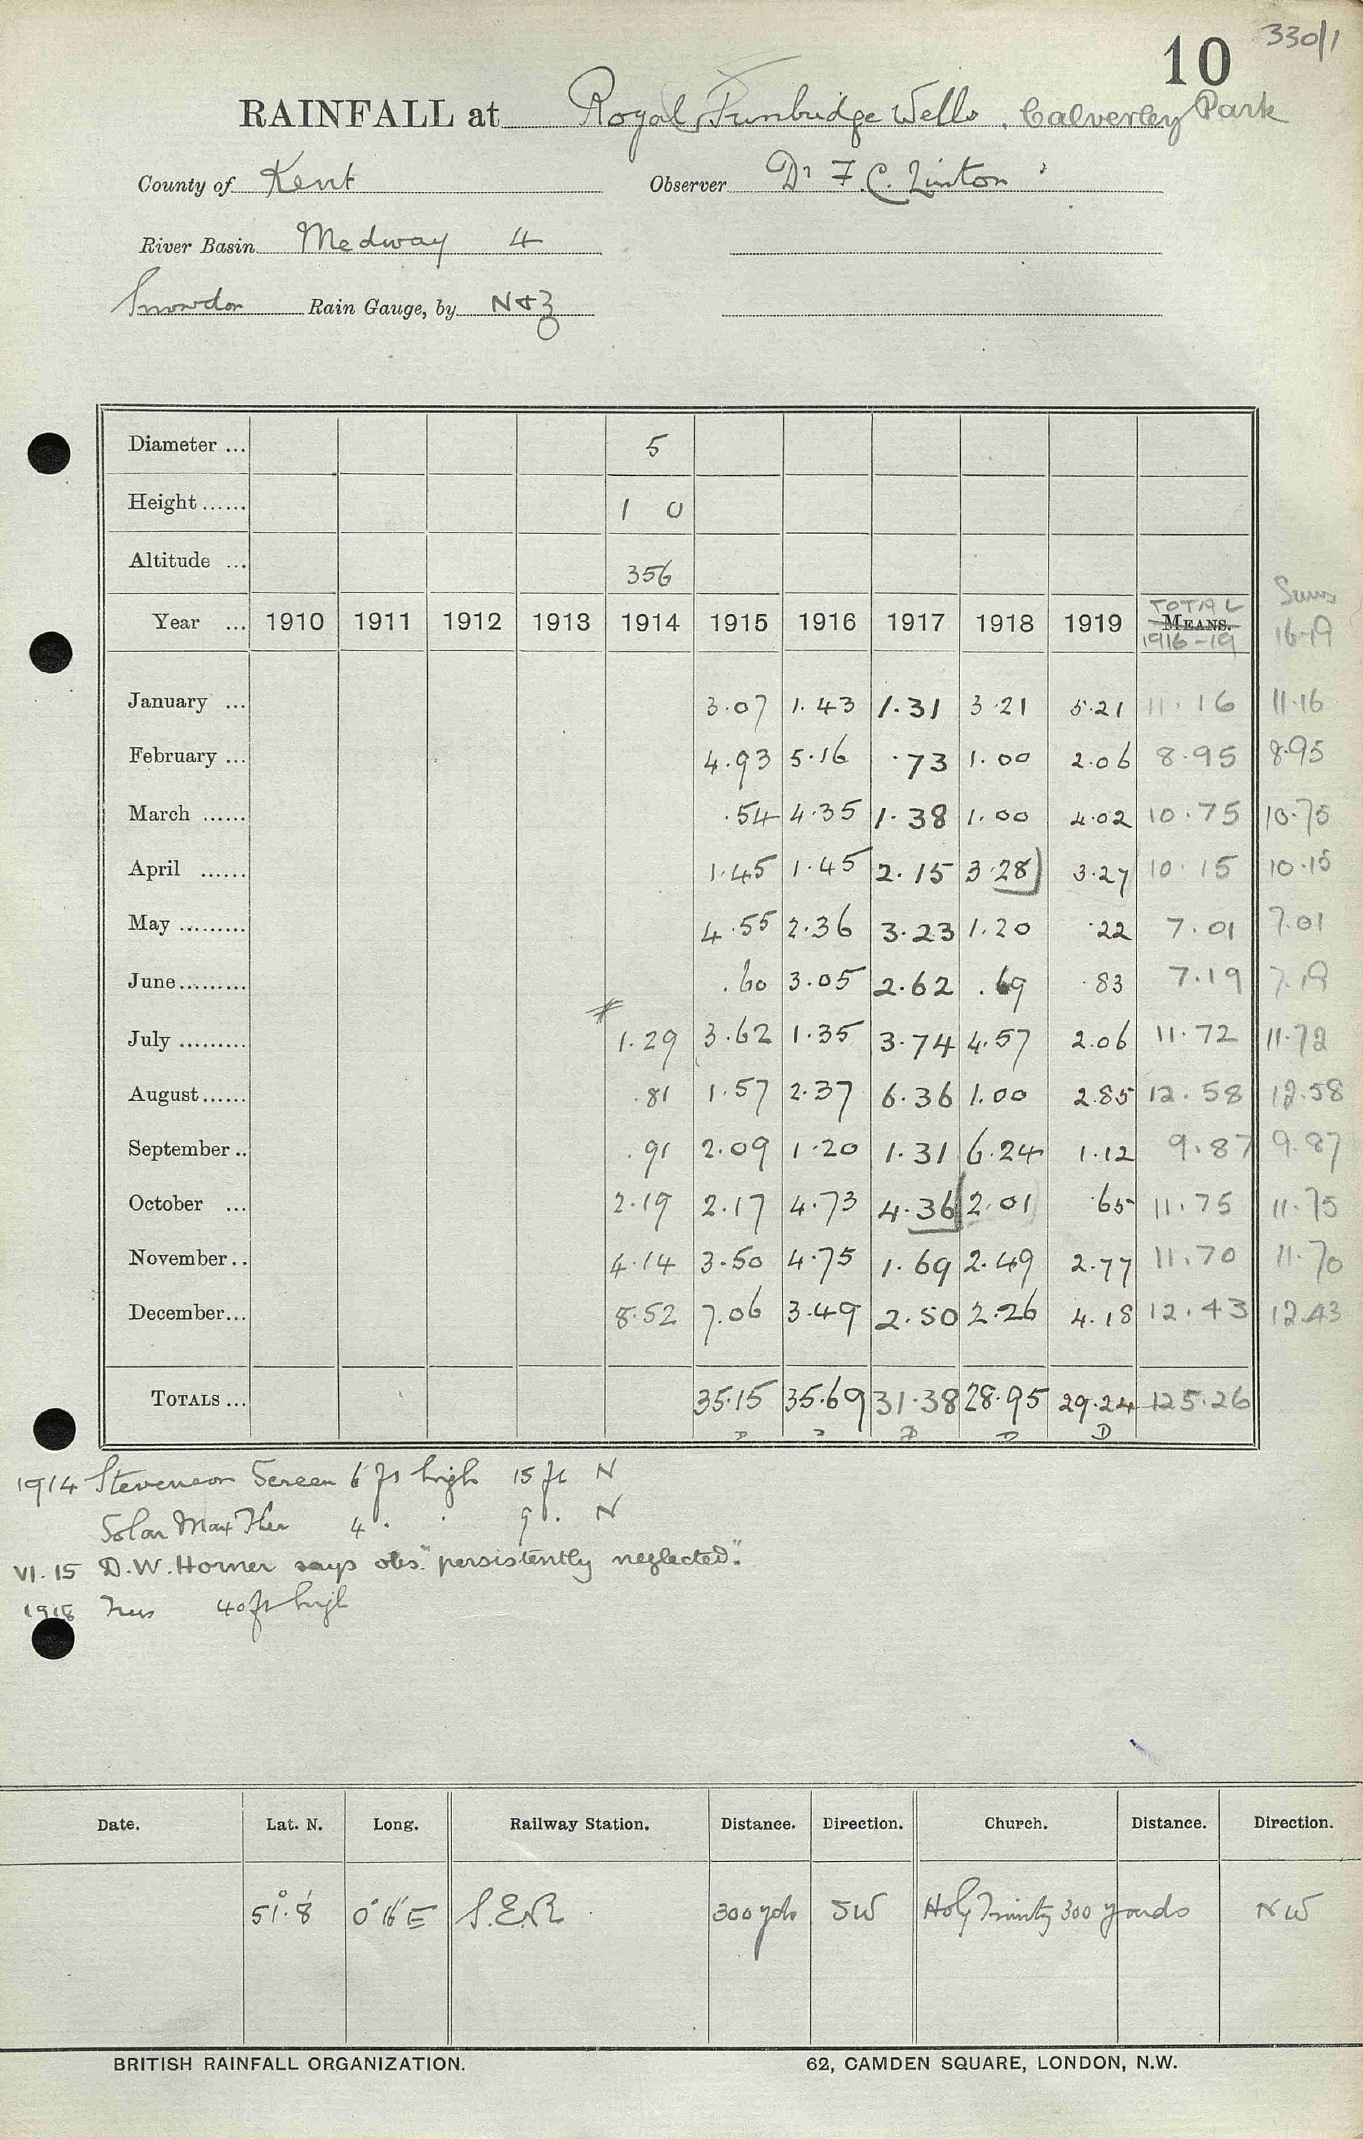 330/1
10
RAINFALL at Royal Tunbridge Wells, Calverley Park
County of Kent Observer Dr F. C. Linton
River Basin Medway 4
Snowdon Rain Gauge, by N & Z
Diameter ... 5
Height ...... 1 0
Altitude ... 356
Year ... 1910 1911 1912 1913 1914 1915 1916 1917 1918 1919 TOTAL MEANS. 1916-19 Sums 16-19
January ... 3.07 1.43 1.31 3.21 5.21 11.16 11.16
February ... 4.93 5.16 .73 1.00 2.06 8.95 8.95
March ...... .54 4.35 1.38 1.00 4.02 10.75 10.75
April ...... 1.45 1.45 2.15 3.28 3.27 10.15 10.15
May ......... 4.55 2.36 3.23 1.20 .22 7.01 7.01
June ......... .60 3.05 2.62 .69 .83 7.19 7.19
July ......... 1.29 3.62 1.35 3.74 4.57 2.06 11.72 11.72
August ...... .81 1.57 2.37 6.36 1.00 2.85 12.58 12.58
September .. .91 2.09 1.20 1.31 6.24 1.12 9.87 9.87
October ... 2.19 2.17 4.73 4.36 2.01 .65 11.75 11.75
November .. 4.14 3.50 4.75 1.69 2.49 2.77 11.70 11.70
December ... 8.52 7.06 3.49 2.50 2.26 4.18 12.43 12.43
TOTALS ... 35.15 35.69 31.38 28.95 29.24 125.26
D D D D D
1914 Stevenson Screen 6 ft high 15 ft N
Solar Max Ther 4 . . 9 . N
VI. 15 D. W. Horner says obs. "persistently neglected".
1918 Trees 40 ft high
Date. Lat. N. Long. Railway Station. Distance. Direction. Church. Distance. Direction.
51° 8' 0° 16' E S.E.R. 300 yds SW Holy Trinity 300 yards NW
BRITISH RAINFALL ORGANIZATION. 62, CAMDEN SQUARE, LONDON, N.W.